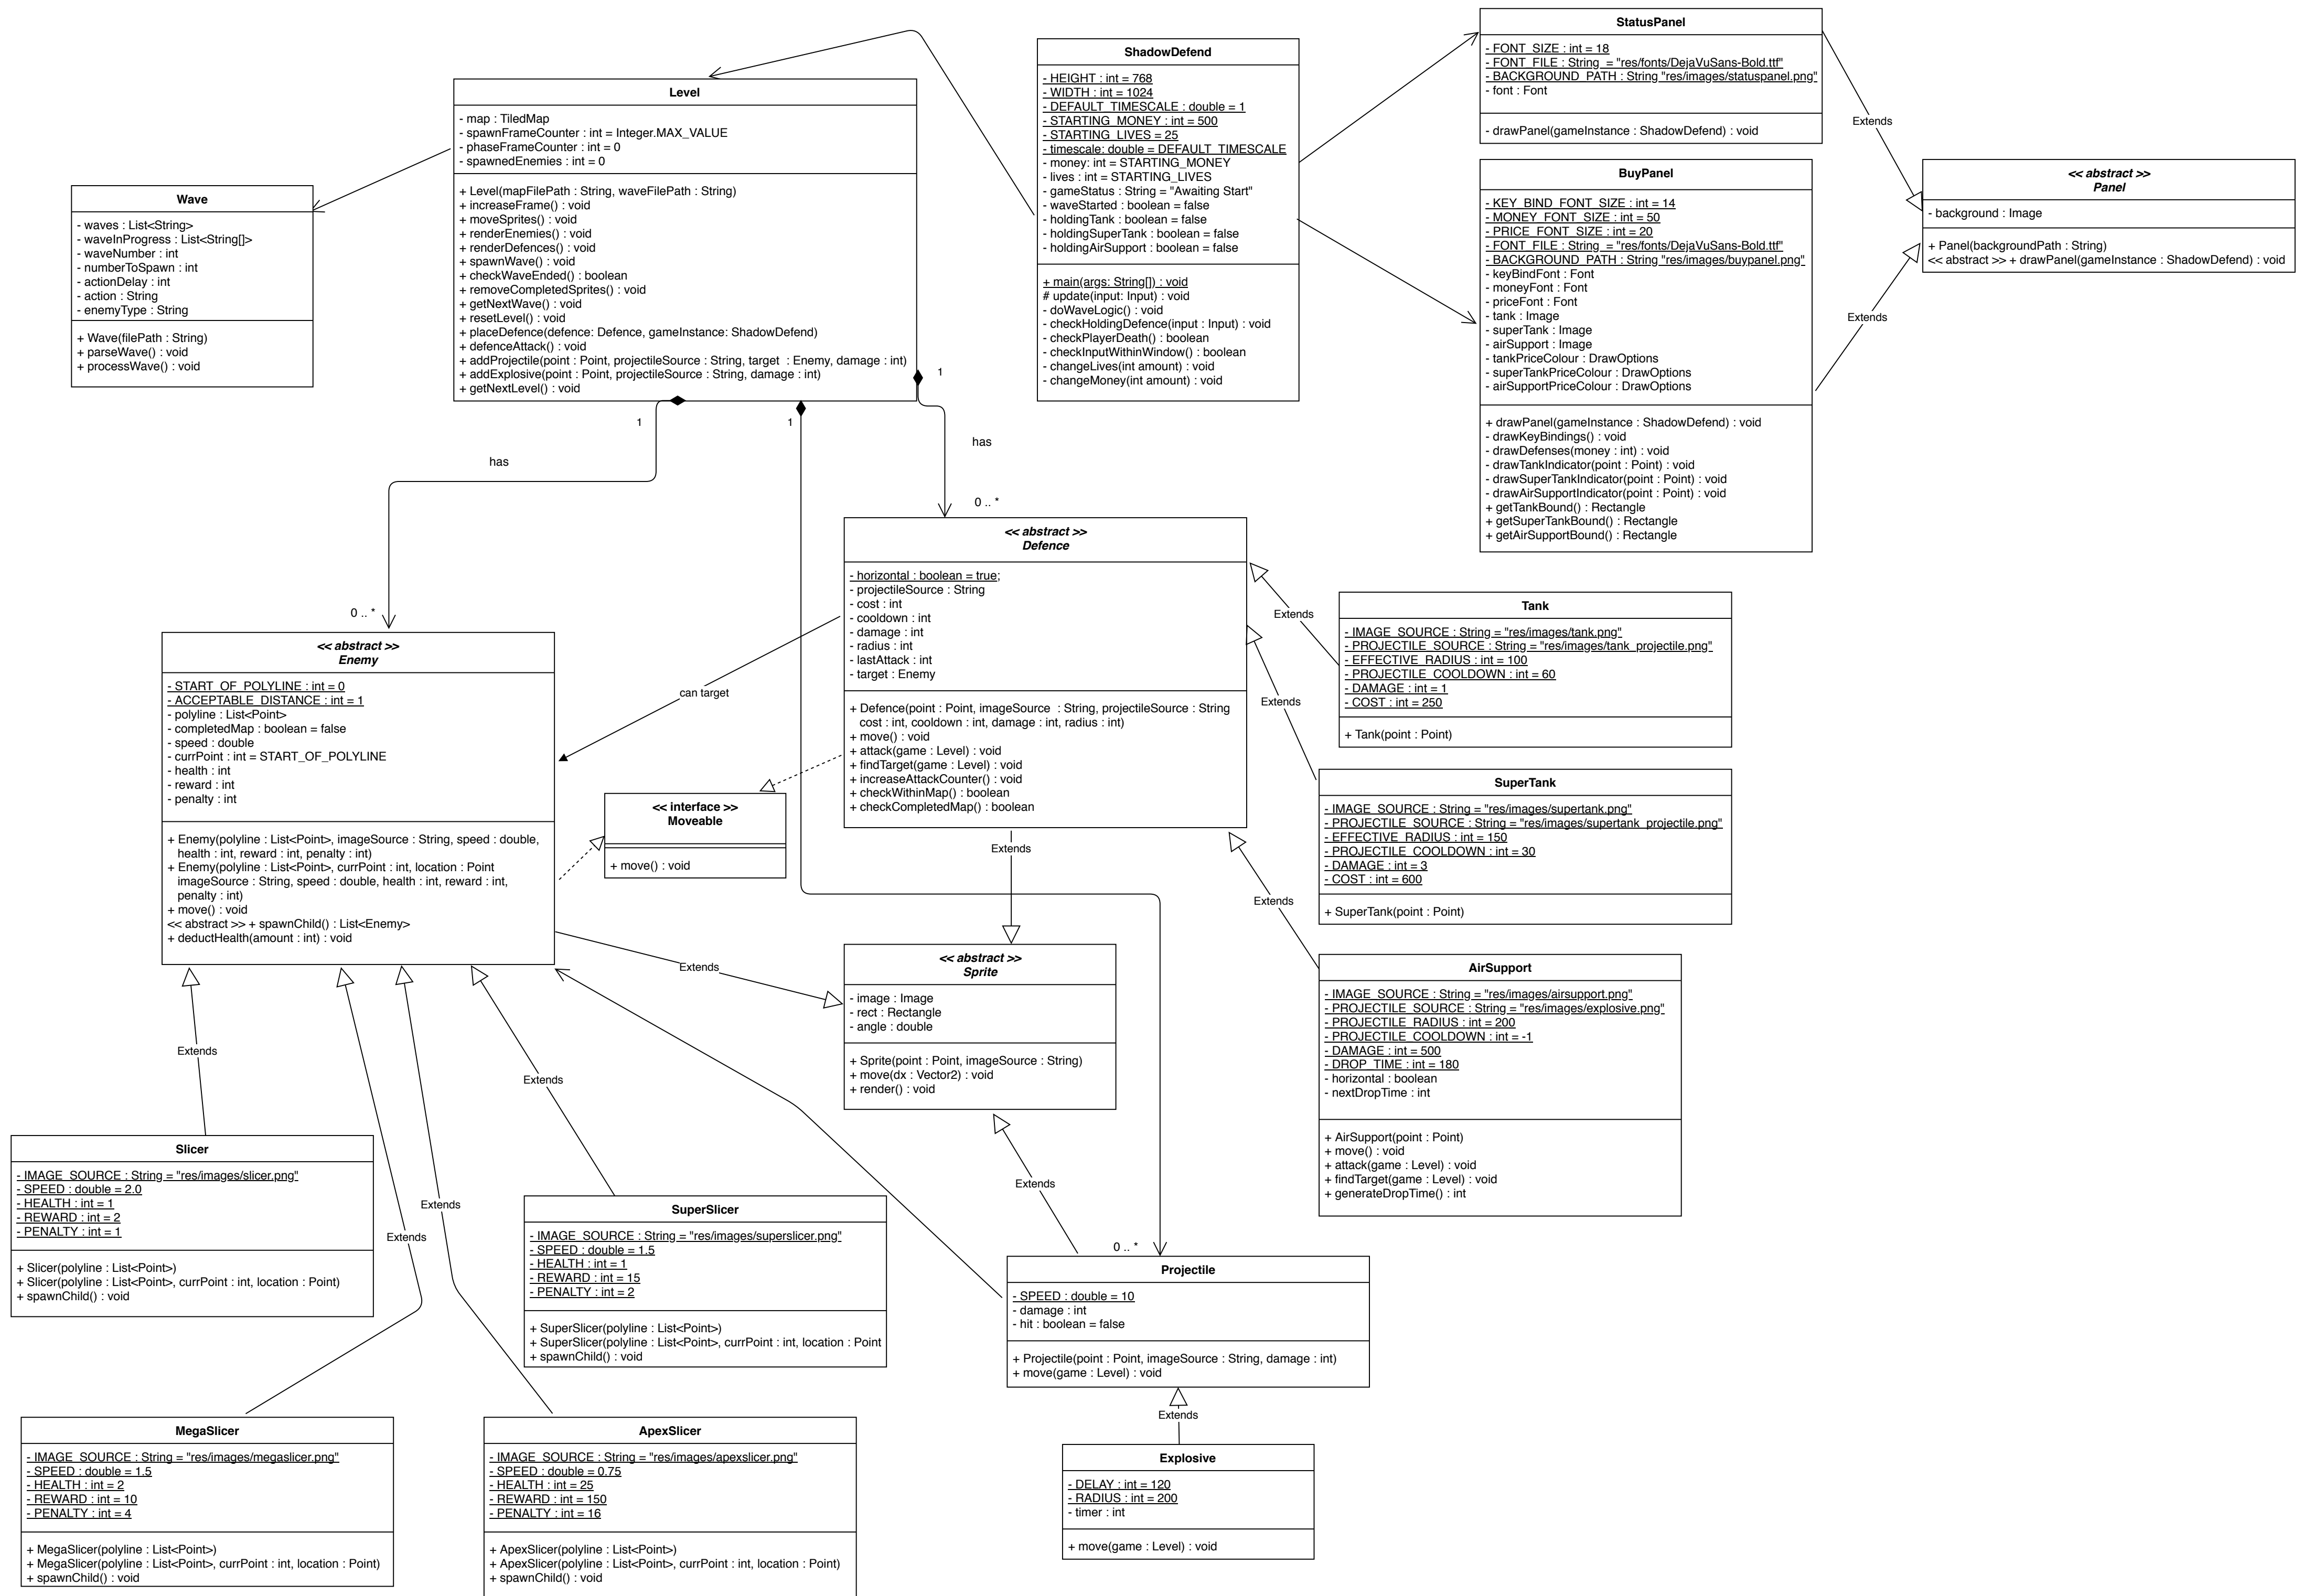 StatusPanel
- FONT_SIZE : int = 18
- FONT_FILE : String  = "res/fonts/DejaVuSans-Bold.ttf"
- BACKGROUND_PATH : String "res/images/statuspanel.png"
- font : Font
- drawPanel(gameInstance : ShadowDefend) : void
ShadowDefend
- HEIGHT : int = 768
- WIDTH : int = 1024
- DEFAULT_TIMESCALE : double = 1
- STARTING_MONEY : int = 500
- STARTING_LIVES = 25
- timescale: double = DEFAULT_TIMESCALE
- money: int = STARTING_MONEY
- lives : int = STARTING_LIVES
- gameStatus : String = "Awaiting Start"
- waveStarted : boolean = false
- holdingTank : boolean = false
- holdingSuperTank : boolean = false
- holdingAirSupport : boolean = false
+ main(args: String[]) : void
# update(input: Input) : void
- doWaveLogic() : void
- checkHoldingDefence(input : Input) : void
- checkPlayerDeath() : boolean
- checkInputWithinWindow() : boolean
- changeLives(int amount) : void
- changeMoney(int amount) : void
Level
- map : TiledMap
- spawnFrameCounter : int = Integer.MAX_VALUE
- phaseFrameCounter : int = 0
- spawnedEnemies : int = 0
+ Level(mapFilePath : String, waveFilePath : String)
+ increaseFrame() : void
+ moveSprites() : void
+ renderEnemies() : void
+ renderDefences() : void
+ spawnWave() : void
+ checkWaveEnded() : boolean
+ removeCompletedSprites() : void
+ getNextWave() : void
+ resetLevel() : void
+ placeDefence(defence: Defence, gameInstance: ShadowDefend)
+ defenceAttack() : void
+ addProjectile(point : Point, projectileSource : String, target  : Enemy, damage : int)
+ addExplosive(point : Point, projectileSource : String, damage : int)
+ getNextLevel() : void
Extends
<< abstract >>
Panel
- background : Image
+ Panel(backgroundPath : String)
<< abstract >> + drawPanel(gameInstance : ShadowDefend) : void
Extends
BuyPanel
- KEY_BIND_FONT_SIZE : int = 14
- MONEY_FONT_SIZE : int = 50
- PRICE_FONT_SIZE : int = 20
- FONT_FILE : String  = "res/fonts/DejaVuSans-Bold.ttf"
- BACKGROUND_PATH : String "res/images/buypanel.png"
- keyBindFont : Font
- moneyFont : Font
- priceFont : Font
- tank : Image
- superTank : Image
- airSupport : Image
- tankPriceColour : DrawOptions
- superTankPriceColour : DrawOptions
- airSupportPriceColour : DrawOptions
+ drawPanel(gameInstance : ShadowDefend) : void
- drawKeyBindings() : void
- drawDefenses(money : int) : void
- drawTankIndicator(point : Point) : void
- drawSuperTankIndicator(point : Point) : void
- drawAirSupportIndicator(point : Point) : void
+ getTankBound() : Rectangle
+ getSuperTankBound() : Rectangle
+ getAirSupportBound() : Rectangle
Wave
- waves : List<String>
- waveInProgress : List<String[]>
- waveNumber : int
- numberToSpawn : int
- actionDelay : int
- action : String
- enemyType : String
+ Wave(filePath : String)
+ parseWave() : void
+ processWave() : void
1
1
1
has
has
0 .. *
0 .. *
<< abstract >>
Defence
- horizontal : boolean = true;
- projectileSource : String
- cost : int
- cooldown : int
- damage : int
- radius : int
- lastAttack : int
- target : Enemy
+ Defence(point : Point, imageSource  : String, projectileSource : String
cost : int, cooldown : int, damage : int, radius : int)
+ move() : void
+ attack(game : Level) : void
+ findTarget(game : Level) : void
+ increaseAttackCounter() : void
+ checkWithinMap() : boolean
+ checkCompletedMap() : boolean
Extends
Tank
- IMAGE_SOURCE : String = "res/images/tank.png"
- PROJECTILE_SOURCE : String = "res/images/tank_projectile.png"
- EFFECTIVE_RADIUS : int = 100
- PROJECTILE_COOLDOWN : int = 60
- DAMAGE : int = 1
- COST : int = 250
+ Tank(point : Point)
Extends
SuperTank
- IMAGE_SOURCE : String = "res/images/supertank.png"
- PROJECTILE_SOURCE : String = "res/images/supertank_projectile.png"
- EFFECTIVE_RADIUS : int = 150
- PROJECTILE_COOLDOWN : int = 30
- DAMAGE : int = 3
- COST : int = 600
+ SuperTank(point : Point)
Extends
AirSupport
- IMAGE_SOURCE : String = "res/images/airsupport.png"
- PROJECTILE_SOURCE : String = "res/images/explosive.png"
- PROJECTILE_RADIUS : int = 200
- PROJECTILE_COOLDOWN : int = -1
- DAMAGE : int = 500
- DROP_TIME : int = 180
- horizontal : boolean
- nextDropTime : int
+ AirSupport(point : Point)
+ move() : void
+ attack(game : Level) : void
+ findTarget(game : Level) : void
+ generateDropTime() : int
<< abstract >>
Enemy
- START_OF_POLYLINE : int = 0
- ACCEPTABLE_DISTANCE : int = 1
- polyline : List<Point>
- completedMap : boolean = false
- speed : double
- currPoint : int = START_OF_POLYLINE
- health : int
- reward : int
- penalty : int
+ Enemy(polyline : List<Point>, imageSource : String, speed : double,
health : int, reward : int, penalty : int)
+ Enemy(polyline : List<Point>, currPoint : int, location : Point
imageSource : String, speed : double, health : int, reward : int,
penalty : int)
+ move() : void
<< abstract >> + spawnChild() : List<Enemy>
+ deductHealth(amount : int) : void
can target
<< interface >>
Moveable
+ move() : void
Extends
Extends
<< abstract >>
Sprite
- image : Image
- rect : Rectangle
- angle : double
+ Sprite(point : Point, imageSource : String)
+ move(dx : Vector2) : void
+ render() : void
Extends
Extends
Extends
Extends
Extends
Slicer
- IMAGE_SOURCE : String = "res/images/slicer.png"
- SPEED : double = 2.0
- HEALTH : int = 1
- REWARD : int = 2
- PENALTY : int = 1
+ Slicer(polyline : List<Point>)
+ Slicer(polyline : List<Point>, currPoint : int, location : Point)
+ spawnChild() : void
SuperSlicer
- IMAGE_SOURCE : String = "res/images/superslicer.png"
- SPEED : double = 1.5
- HEALTH : int = 1
- REWARD : int = 15
- PENALTY : int = 2
+ SuperSlicer(polyline : List<Point>)
+ SuperSlicer(polyline : List<Point>, currPoint : int, location : Point
+ spawnChild() : void
0 .. *
Projectile
- SPEED : double = 10
- damage : int
- hit : boolean = false
+ Projectile(point : Point, imageSource : String, damage : int)
+ move(game : Level) : void
Extends
Explosive
- DELAY : int = 120
- RADIUS : int = 200
- timer : int
+ move(game : Level) : void
MegaSlicer
- IMAGE_SOURCE : String = "res/images/megaslicer.png"
- SPEED : double = 1.5
- HEALTH : int = 2
- REWARD : int = 10
- PENALTY : int = 4
+ MegaSlicer(polyline : List<Point>)
+ MegaSlicer(polyline : List<Point>, currPoint : int, location : Point)
+ spawnChild() : void
ApexSlicer
- IMAGE_SOURCE : String = "res/images/apexslicer.png"
- SPEED : double = 0.75
- HEALTH : int = 25
- REWARD : int = 150
- PENALTY : int = 16
+ ApexSlicer(polyline : List<Point>)
+ ApexSlicer(polyline : List<Point>, currPoint : int, location : Point)
+ spawnChild() : void